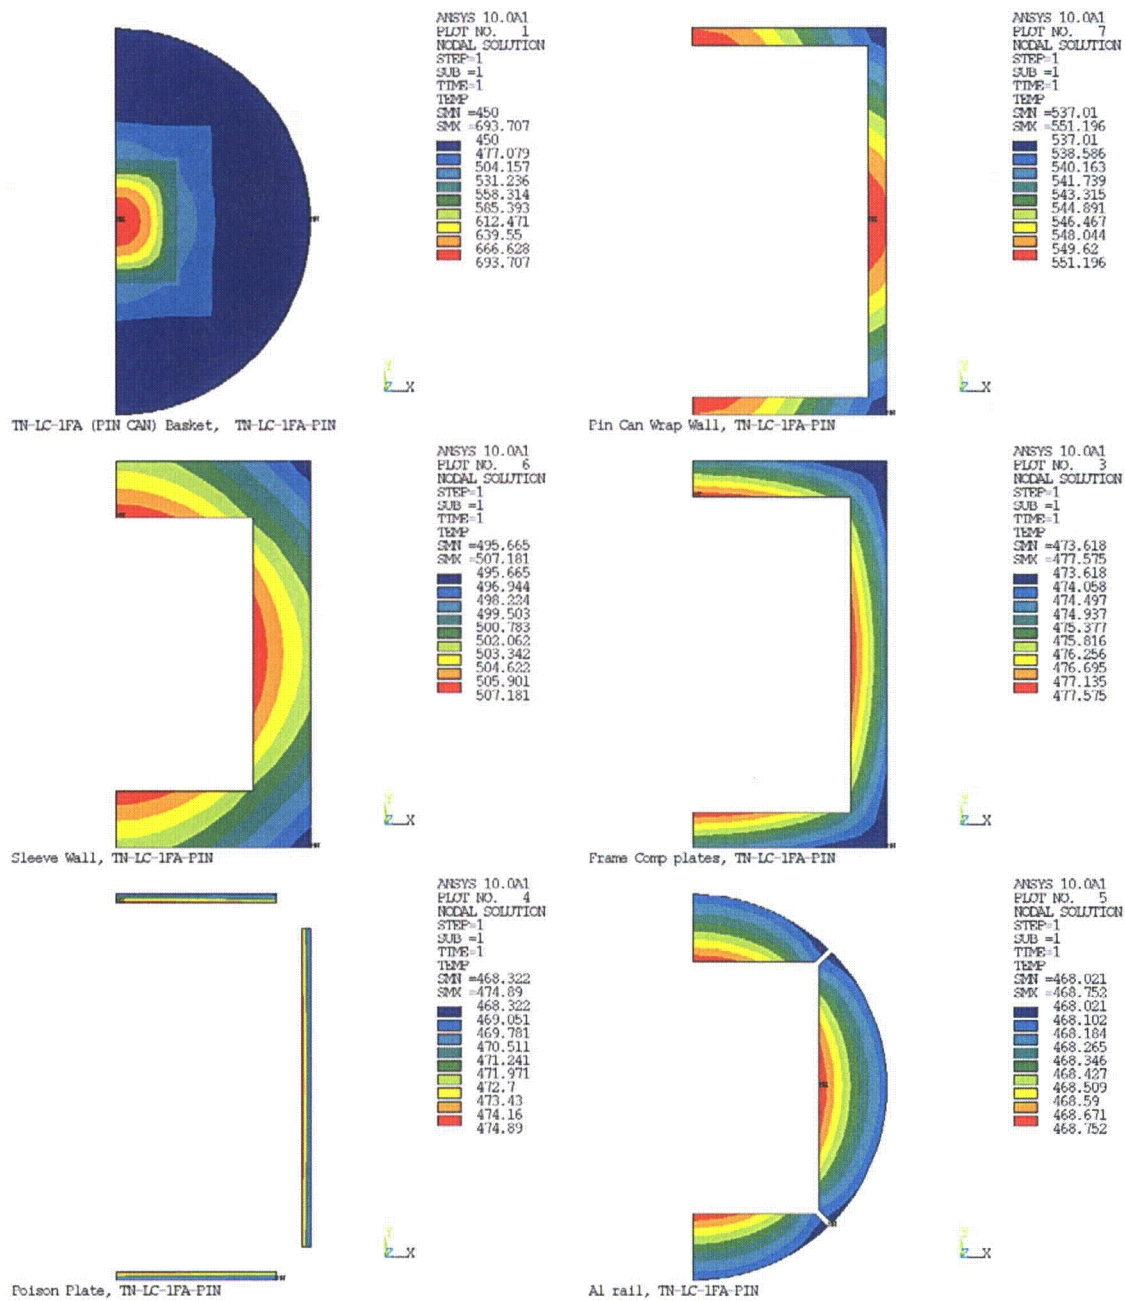 ANSYS 10.0A1
PLOT NO. 1
NODAL SOLUTION
STEP=1
SUB =1
TIME=1
TEMP
SMN =450
SMX =693.707
450
477.079
504.157
531.236
558.314
585.393
612.471
639.55
666.628
693.707
X
TN-LC-1FA (PIN CAN) Basket, TN-LC-1FA-PIN
ANSYS 10.0A1
PLOT NO. 7
NODAL SOLUTION
STEP=1
SUB =1
TIME=1
TEMP
SMN =537.01
SMX =551.196
537.01
538.586
540.163
541.739
543.315
544.891
546.467
548.044
549.62
551.196
X
Pin Can Wrap Wall, TN-LC-1FA-PIN
ANSYS 10.0A1
PLOT NO. 6
NODAL SOLUTION
STEP=1
SUB =1
TIME=1
TEMP
SMN =495.665
SMX =507.181
495.665
496.944
498.224
499.503
500.783
502.062
503.342
504.622
505.901
507.181
X
Sleeve Wall, TN-LC-1FA-PIN
ANSYS 10.0A1
PLOT NO. 3
NODAL SOLUTION
STEP=1
SUB =1
TIME=1
TEMP
SMN =473.618
SMX =477.575
473.618
474.058
474.497
474.937
475.377
475.816
476.256
476.695
477.135
477.575
X
Frame Comp plates, TN-LC-1FA-PIN
ANSYS 10.0A1
PLOT NO. 4
NODAL SOLUTION
STEP=1
SUB =1
TIME=1
TEMP
SMN =468.322
SMX =474.89
468.322
469.051
469.781
470.511
471.241
471.971
472.7
473.43
474.16
474.89
X
Poison Plate, TN-LC-1FA-PIN
ANSYS 10.0A1
PLOT NO. 5
NODAL SOLUTION
STEP=1
SUB =1
TIME=1
TEMP
SMN =468.021
SMX =468.752
468.021
468.102
468.184
468.265
468.346
468.427
468.509
468.59
468.671
468.752
X
Al rail, TN-LC-1FA-PIN